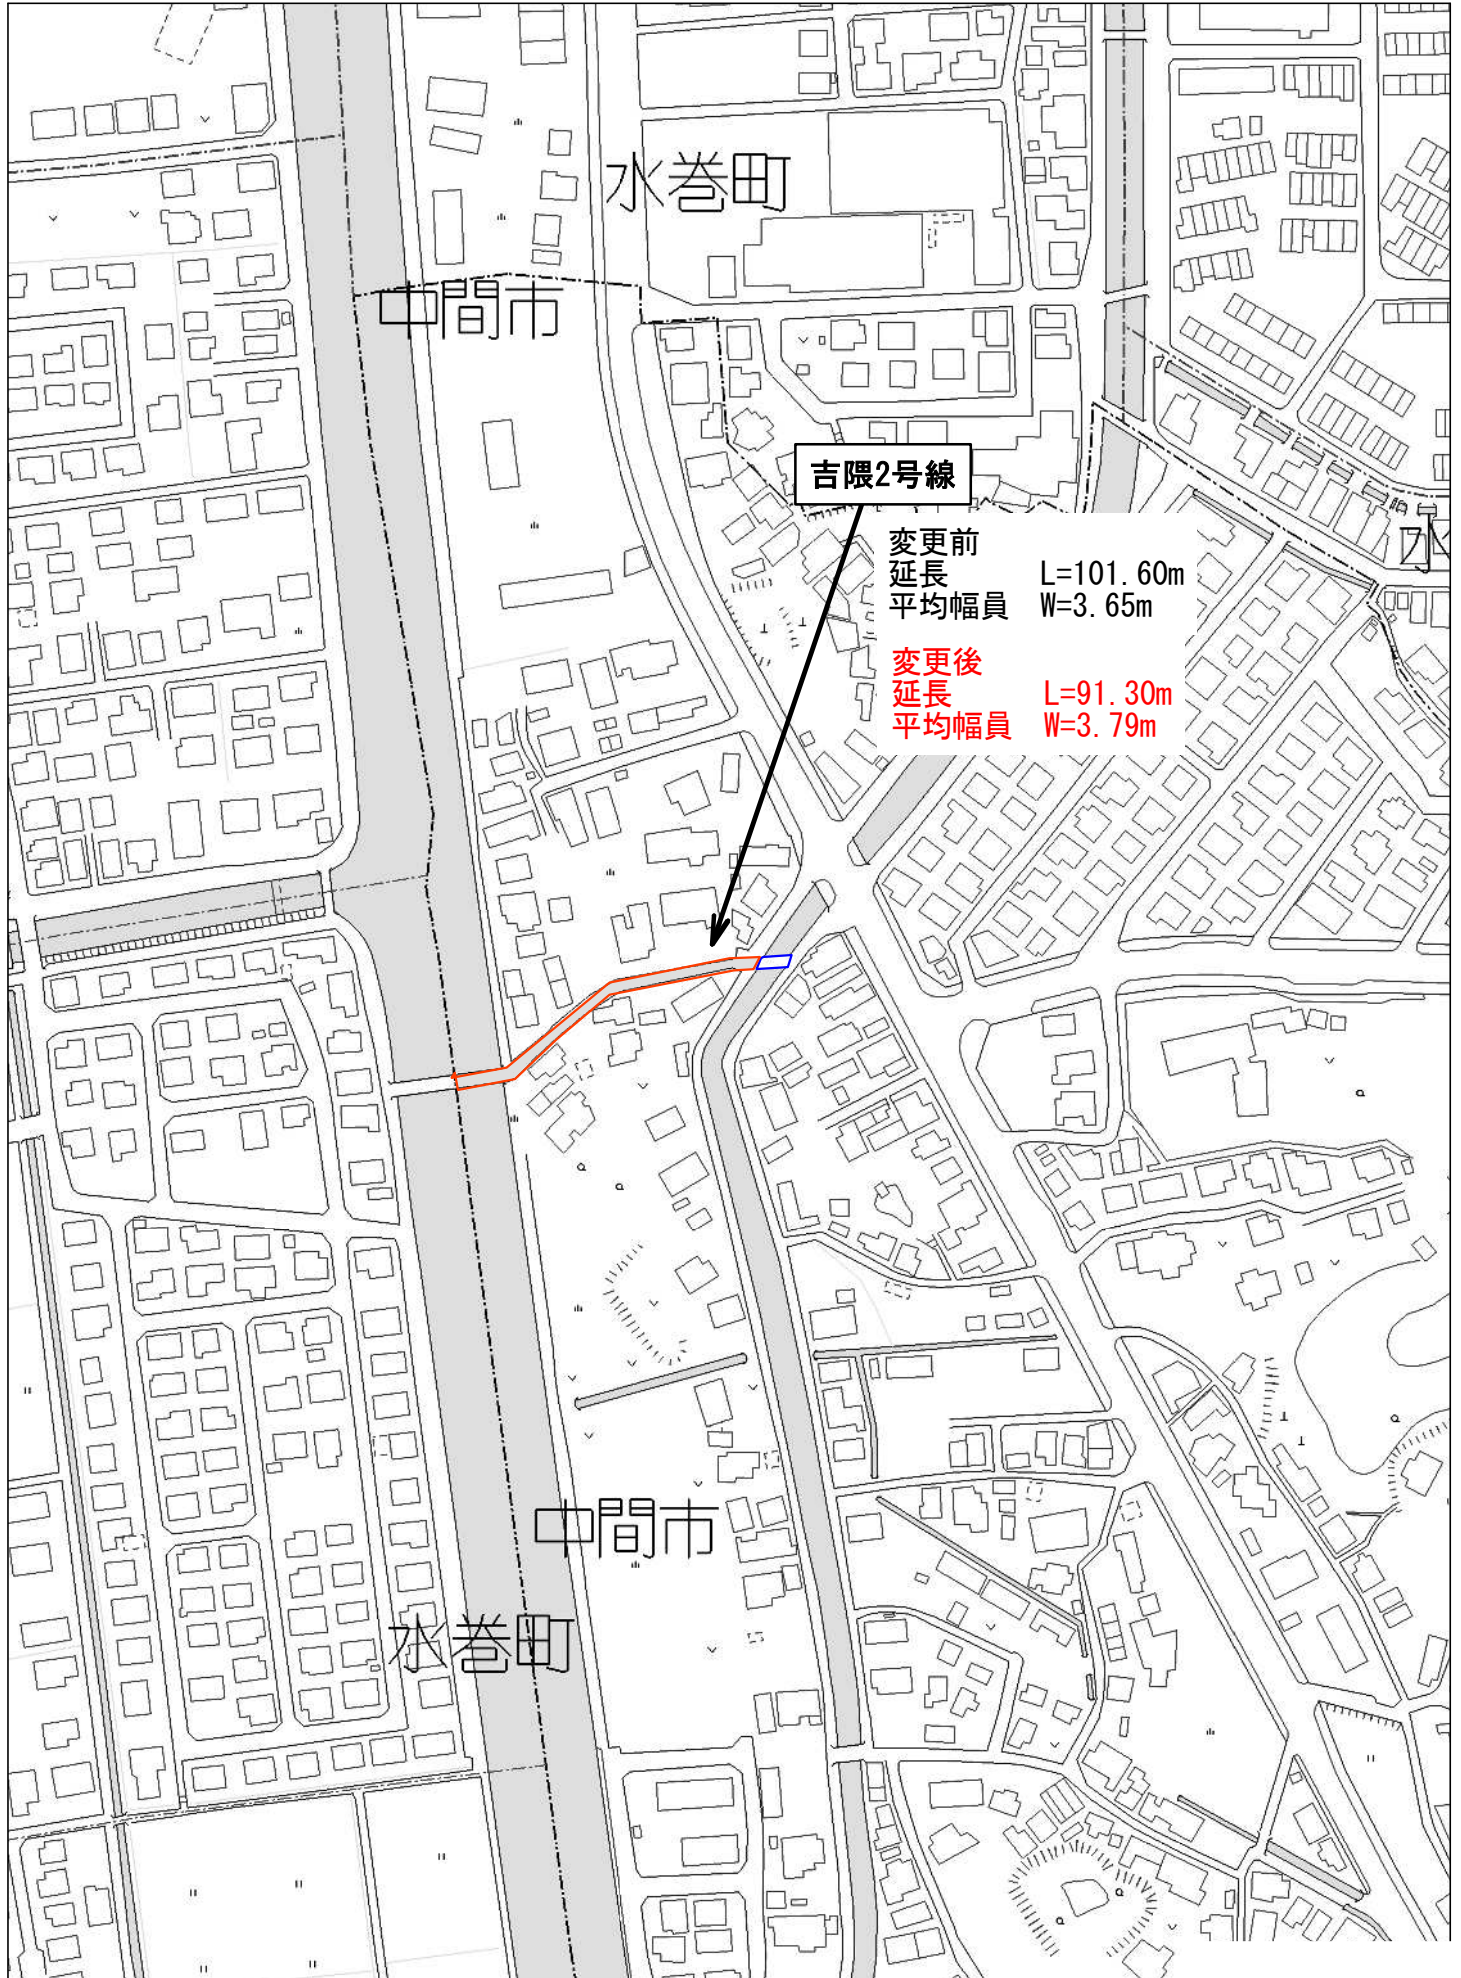 水巻町
中間市
吉隈2号線
変更前
延長 L=101.60m
平均幅員 W=3.65m
水
変更後
延長 L=91.30m
平均幅員 W=3.79m
中間市
水巻町